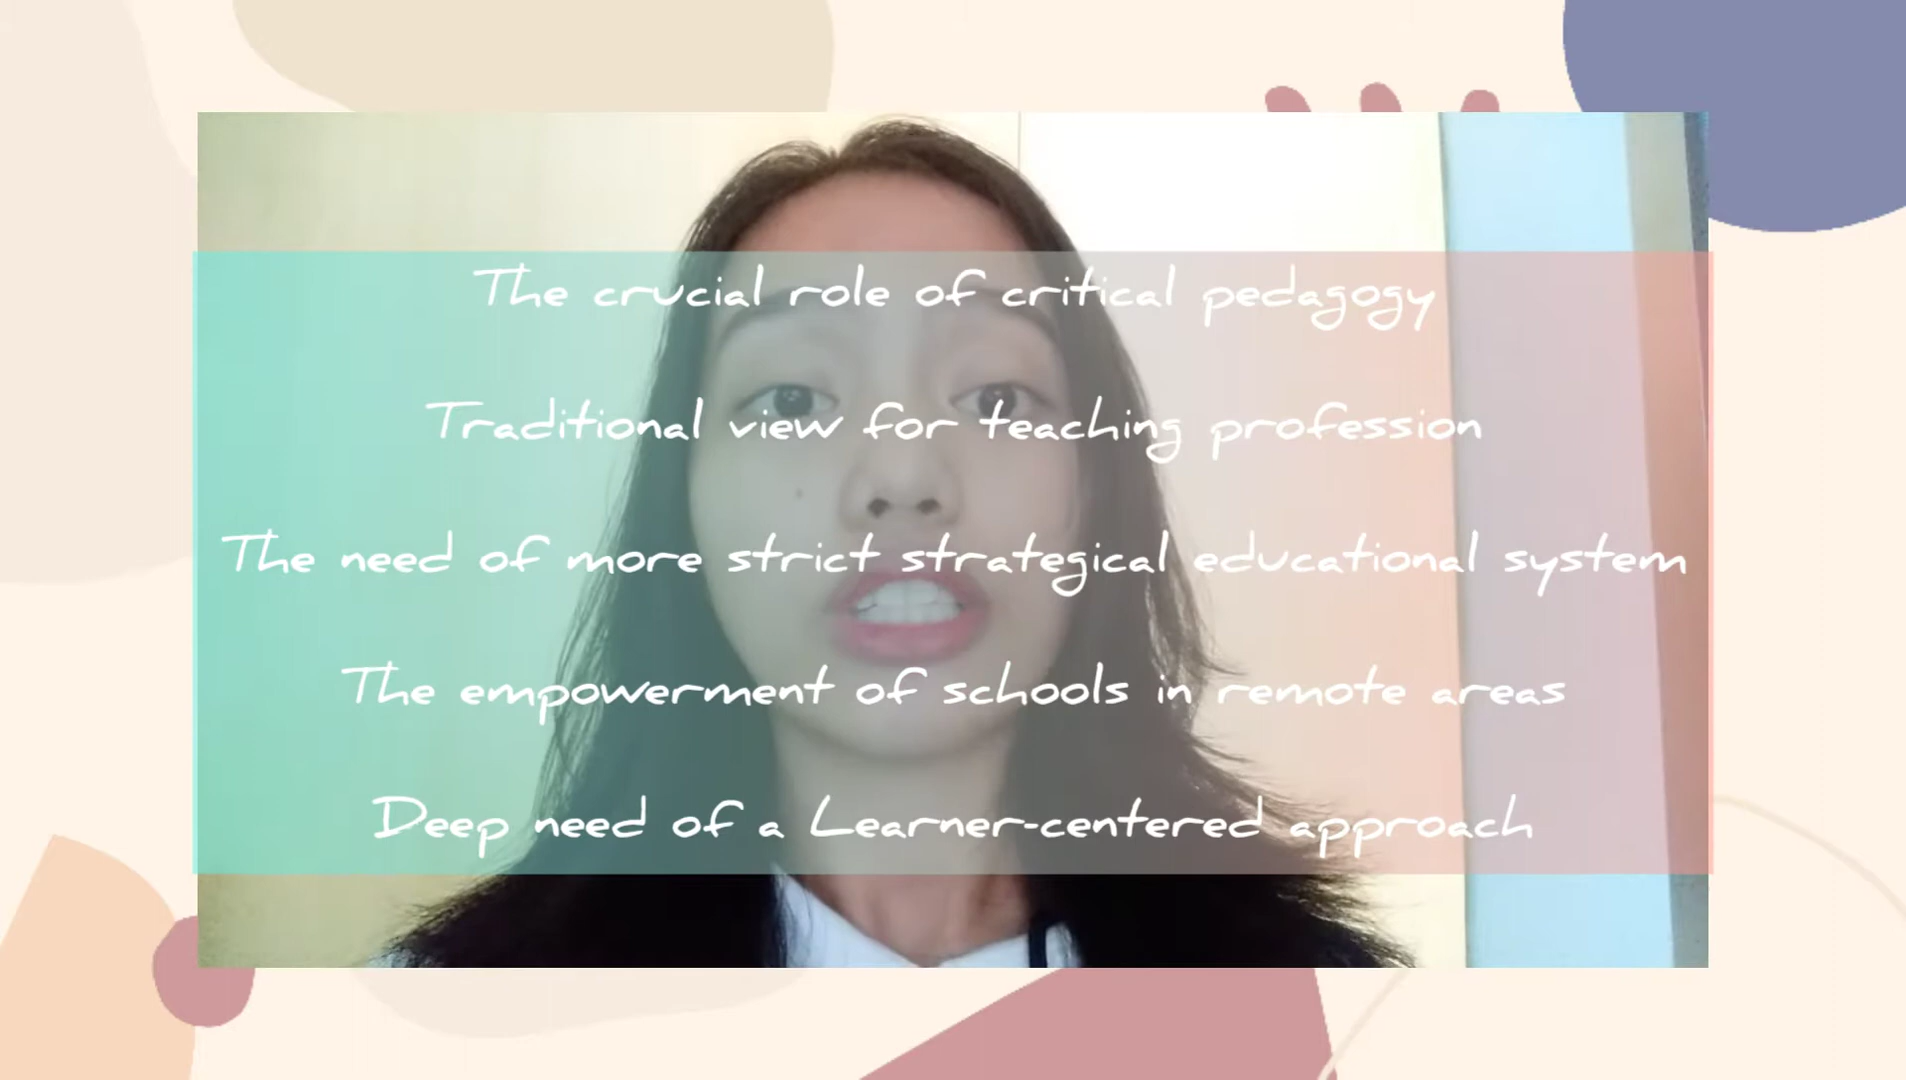 The crucial role of critical pedagogy
Traditional view for teaching profession
The need of more strict strategical educational system
The empowerment of schools in remote areas
Deep need of a Learner-centered approach